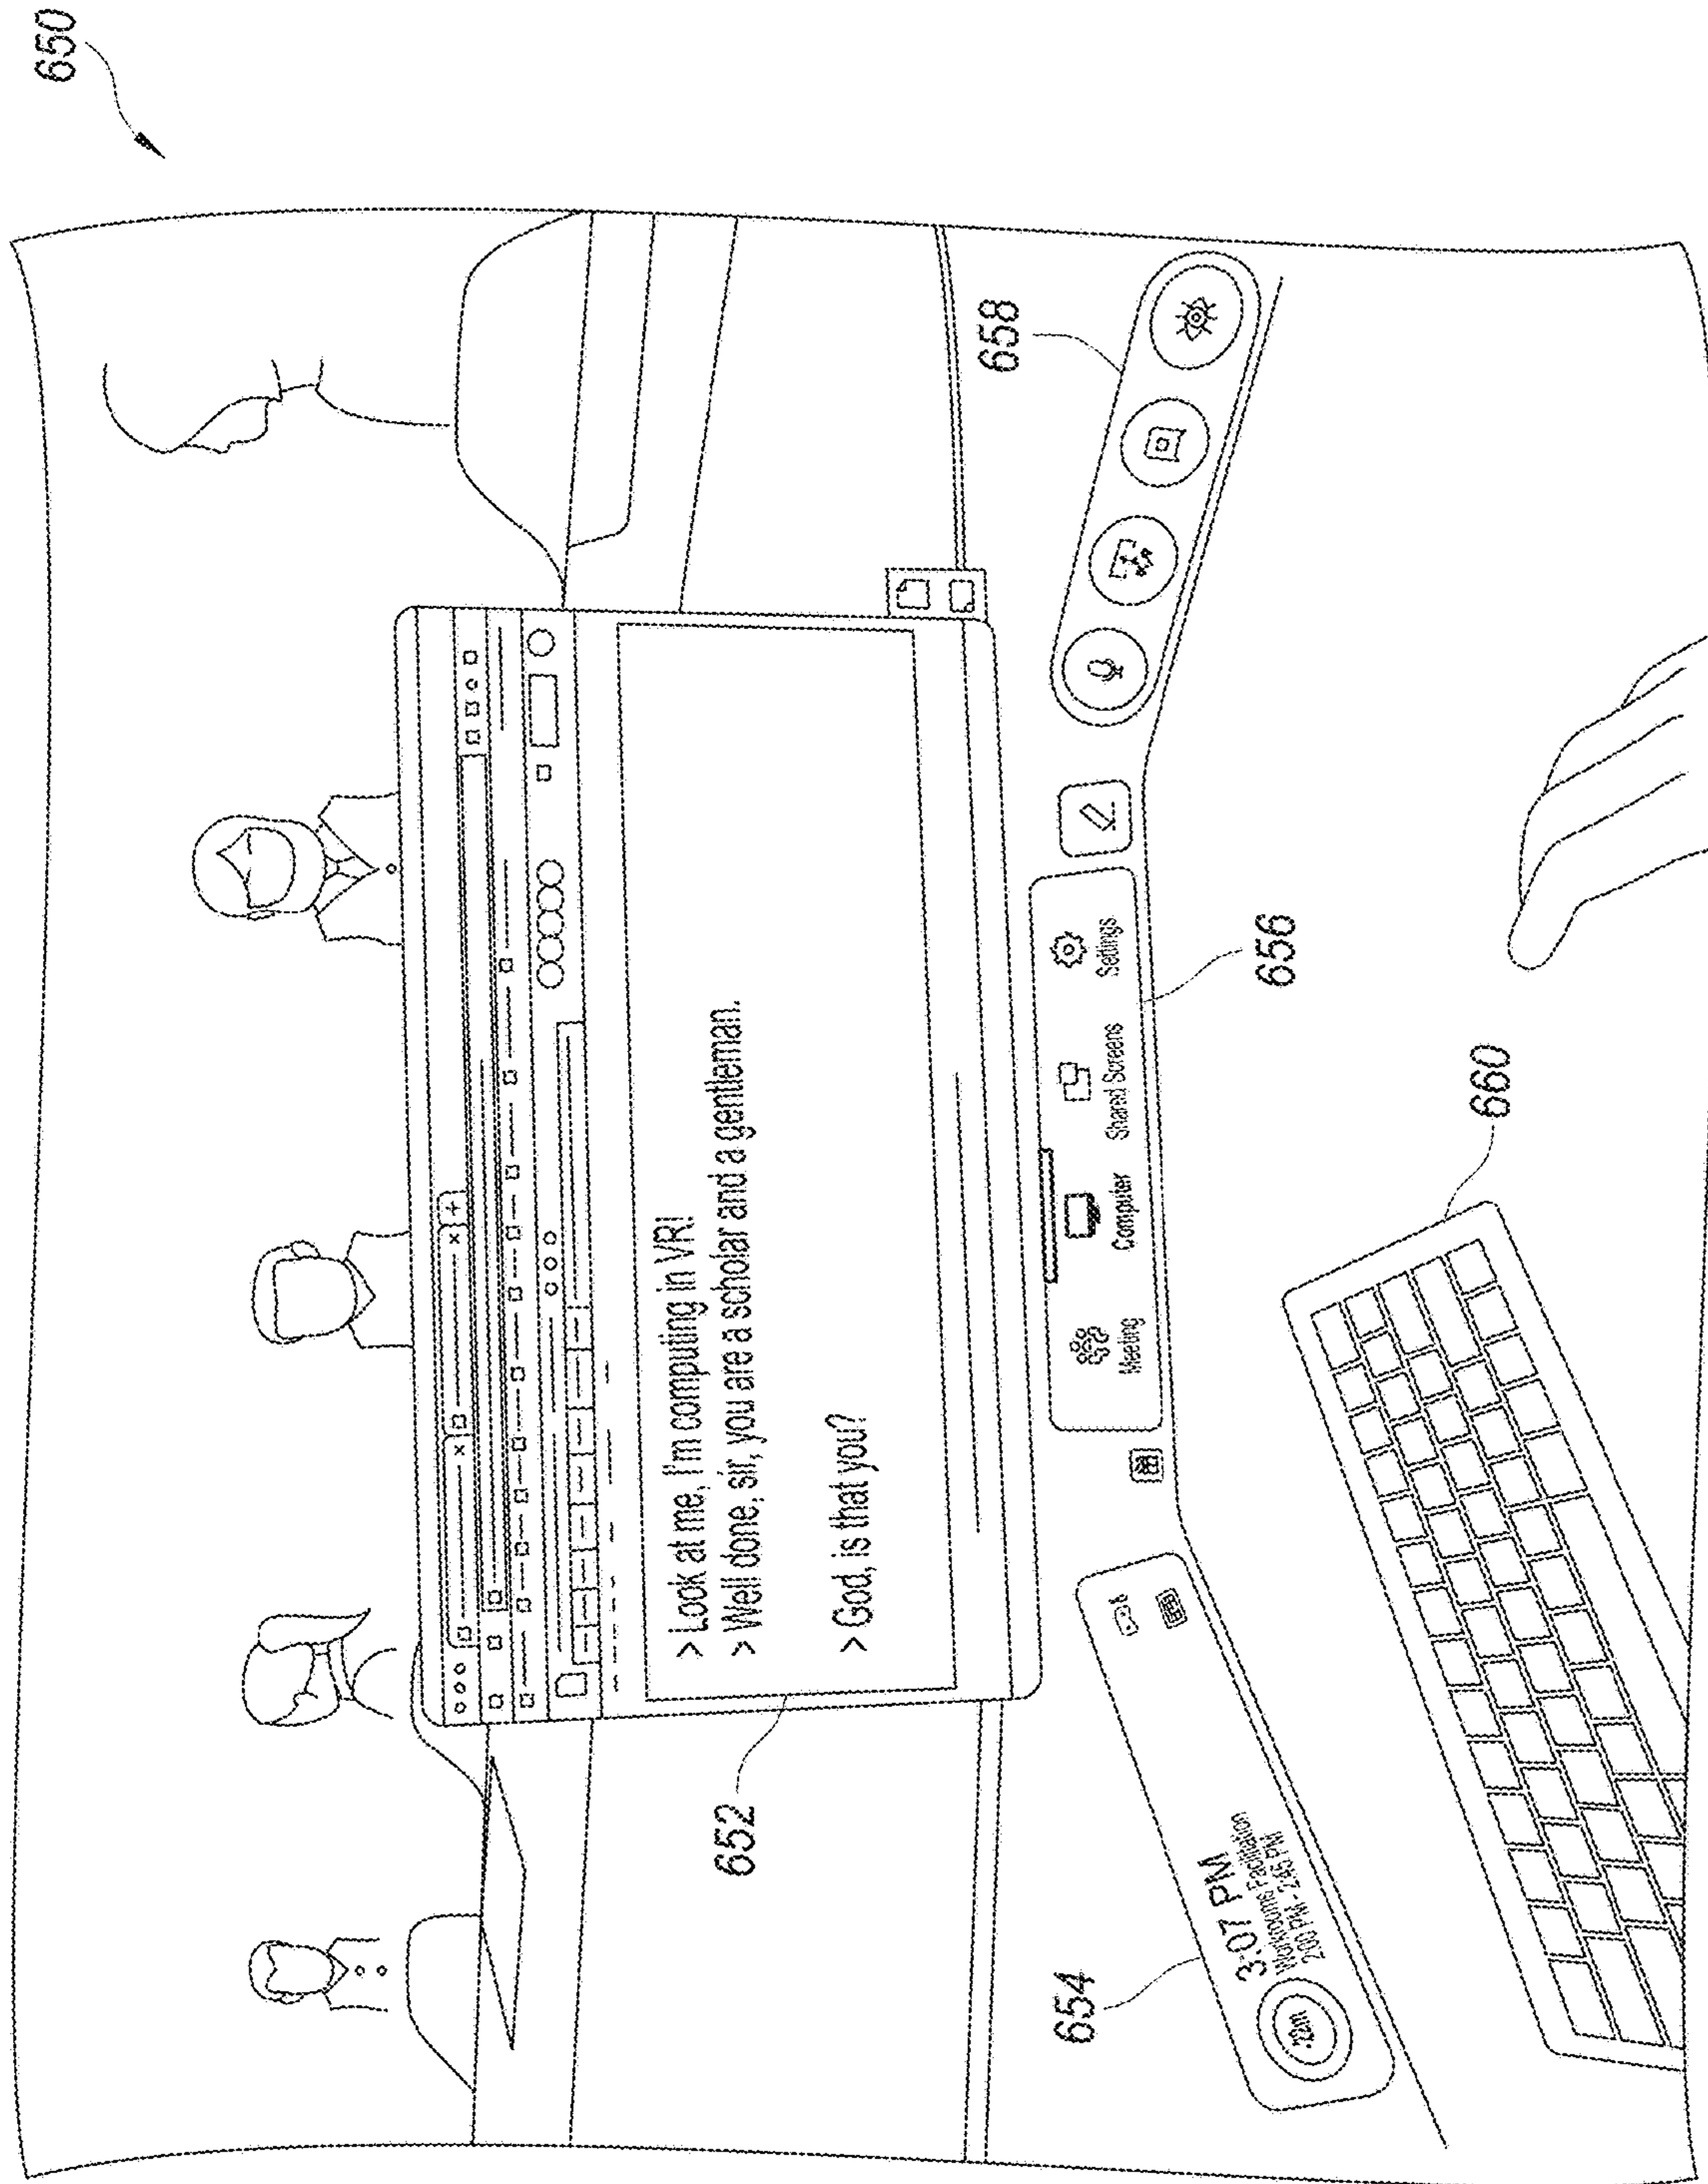 650
> Look at me, I'm computing in VR!
> Well done, sir, you are a scholar and a gentleman.
> God, is that you?
652
654
3:07 PM
Workrooms Facilitation
2:00 PM - 2:45 PM
-22m
Meeting
Computer
Shared Screens
Settings
656
658
660